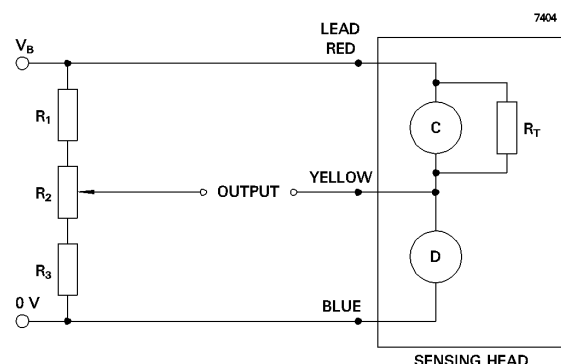 7404
LEAD
RED
V_B
R_1
C
R_T
R_2
OUTPUT
YELLOW
R_3
D
0 V
BLUE
SENSING HEAD